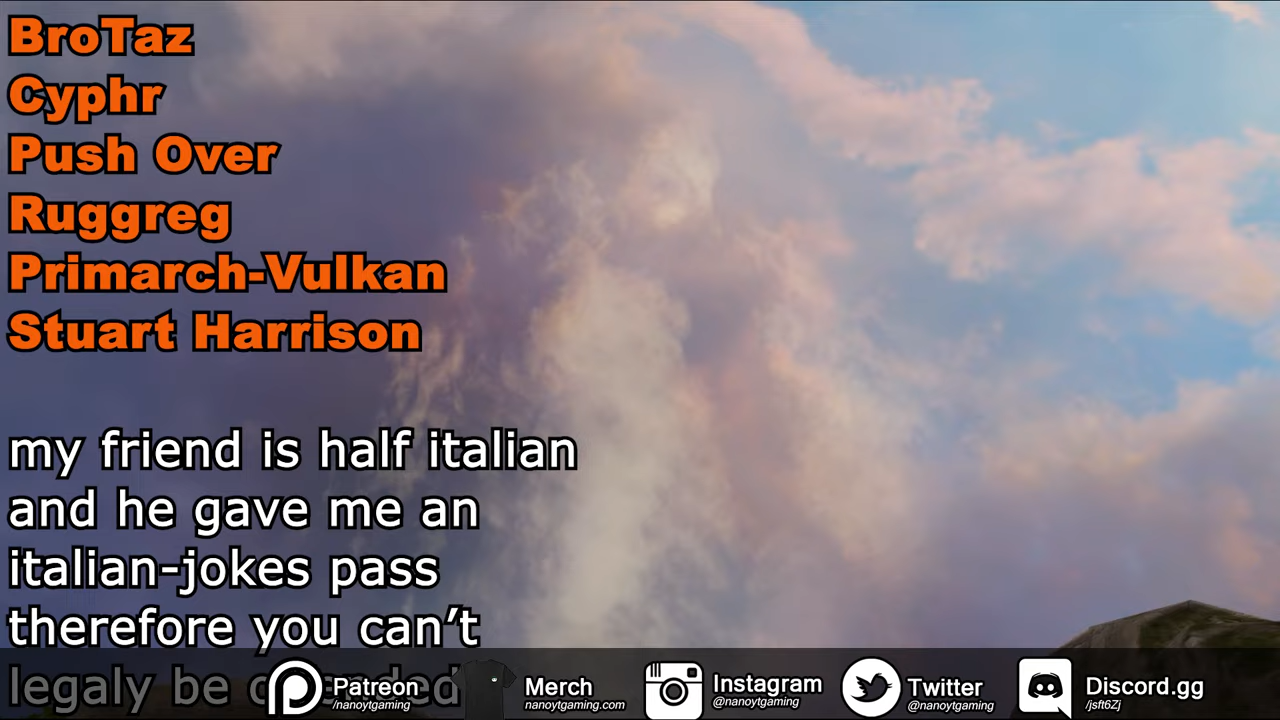 BroTaz
Cyphr
Push Over
Ruggreg
Primarch-Vulkan
Stuart Harrison
my friend is half italian
and he gave me an
italian-jokes pass
therefore you can’t
legaly be
Patreon
/nanoytgaming
Merch
nanoytgaming.com
Instagram
@nanoytgaming
Twitter
@nanoytgaming
Discord.gg
/jsft6Zj